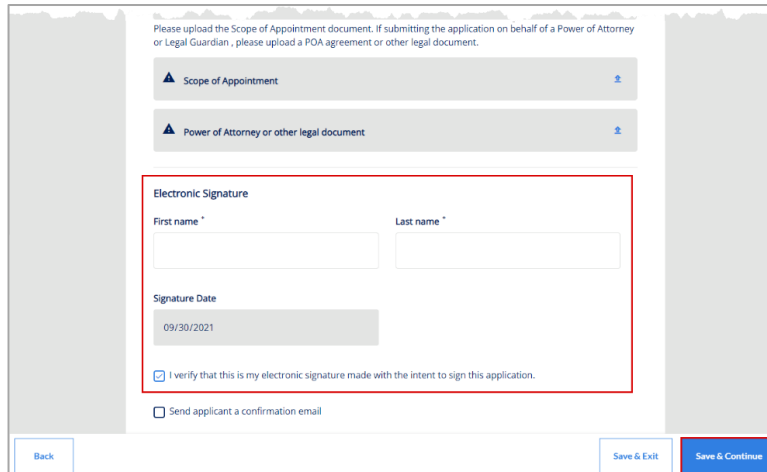 Please upload the Scope of Appointment document. If submitting the application on behalf of a Power of Attorney
or Legal Guardian , please upload a POA agreement or other legal document.
Scope of Appointment
Power of Attorney or other legal document
Electronic Signature
First name *
Last name *
Signature Date
09/30/2021
I verify that this is my electronic signature made with the intent to sign this application.
Send applicant a confirmation email
Back
Save & Exit
Save & Continue